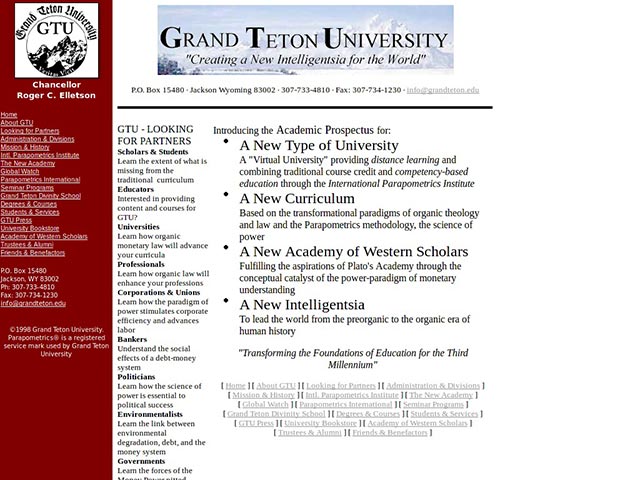 Grand Teton University
GTU
Chancellor
Roger C. Elletson
Home
About GTU
Looking for Partners
Administration & Divisions
Mission & History
Intl. Parapometrics Institute
The New Academy
Global Watch
Parapometrics International
Seminar Programs
Grand Teton Divinity School
Degrees & Courses
Students & Services
GTU Press
University Bookstore
Academy of Western Scholars
Trustees & Alumni
Friends & Benefactors
P.O. Box 15480
Jackson, WY 83002
Ph: 307-733-4810
Fax: 307-734-1230
info@grandteton.edu
©1998 Grand Teton University.
Parapometrics® is a registered
service mark used by Grand Teton
University
GRAND TETON UNIVERSITY
"Creating a New Intelligentsia for the World"
P.O. Box 15480 · Jackson Wyoming 83002 · 307-733-4810 · Fax: 307-734-1230 · info@grandteton.edu
GTU - LOOKING
FOR PARTNERS
Scholars & Students
Learn the extent of what is
missing from the
traditional curriculum
Educators
Interested in providing
content and courses for
GTU?
Universities
Learn how organic
monetary law will advance
your curricula
Professionals
Learn how organic law will
enhance your professions
Corporations & Unions
Learn how the paradigm of
power stimulates corporate
efficiency and advances
labor
Bankers
Understand the social
effects of a debt-money
system
Politicians
Learn how the science of
power is essential to
political success
Environmentalists
Learn the link between
environmental
degradation, debt, and the
money system
Governments
Learn the forces of the
Money Power pitted
Introducing the Academic Prospectus for:
• A New Type of University
A "Virtual University" providing distance learning and
combining traditional course credit and competency-based
education through the International Parapometrics Institute
• A New Curriculum
Based on the transformational paradigms of organic theology
and law and the Parapometrics methodology, the science of
power
• A New Academy of Western Scholars
Fulfilling the aspirations of Plato's Academy through the
conceptual catalyst of the power-paradigm of monetary
understanding
• A New Intelligentsia
To lead the world from the preorganic to the organic era of
human history
"Transforming the Foundations of Education for the Third
Millennium"
[ Home ] [ About GTU ] [ Looking for Partners ] [ Administration & Divisions ]
[ Mission & History ] [ Intl. Parapometrics Institute ] [ The New Academy ]
[ Global Watch ] [ Parapometrics International ] [ Seminar Programs ]
[ Grand Teton Divinity School ] [ Degrees & Courses ] [ Students & Services ]
[ GTU Press ] [ University Bookstore ] [ Academy of Western Scholars ]
[ Trustees & Alumni ] [ Friends & Benefactors ]